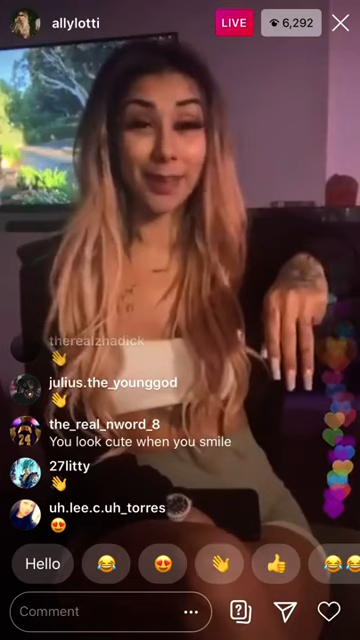 allylotti
LIVE
6,292
therealznadick
👋
julius.the_younggod
👋
the_real_nword_8
You look cute when you smile
27litty
👋
uh.lee.c.uh_torres
😍
Hello 😂 😍 👋 👍 😂😂
Comment